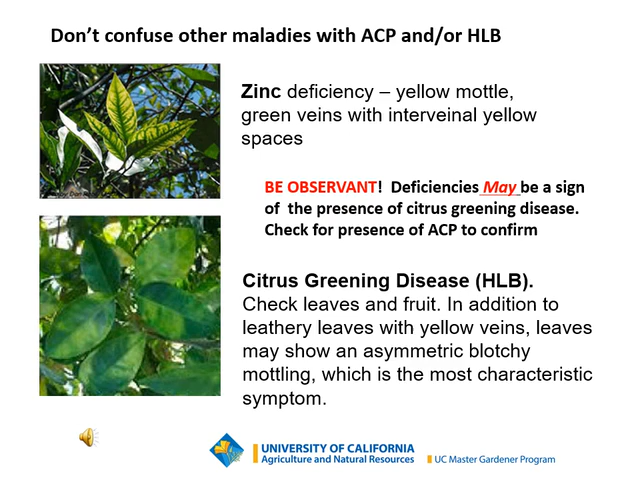 Don't confuse other maladies with ACP and/or HLB
Zinc deficiency – yellow mottle,
green veins with interveinal yellow
spaces
BE OBSERVANT!  Deficiencies May be a sign
of  the presence of citrus greening disease.
Check for presence of ACP to confirm
Citrus Greening Disease (HLB).
Check leaves and fruit. In addition to
leathery leaves with yellow veins, leaves
may show an asymmetric blotchy
mottling, which is the most characteristic
symptom.
UNIVERSITY OF CALIFORNIA
Agriculture and Natural Resources
UC Master Gardener Program